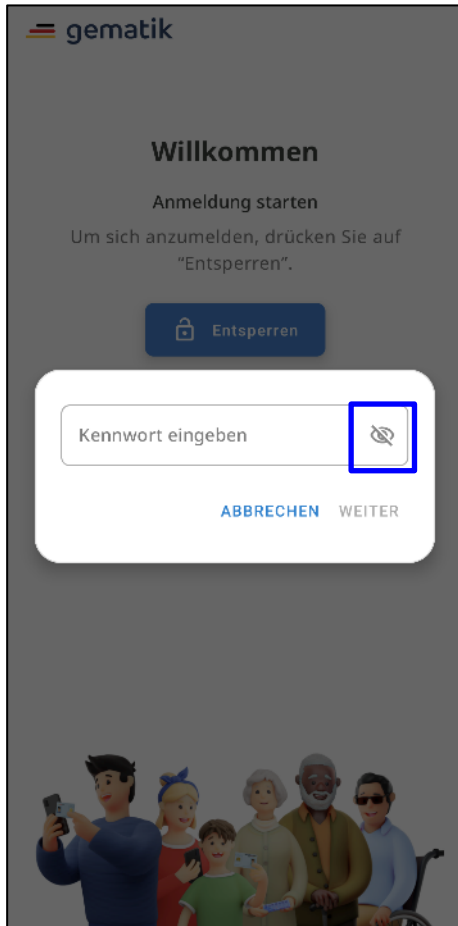 gematik
Willkommen
Anmeldung starten
Um sich anzumelden, drücken Sie auf
"Entsperren".
Entsperren
Kennwort eingeben
ABBRECHEN WEITER